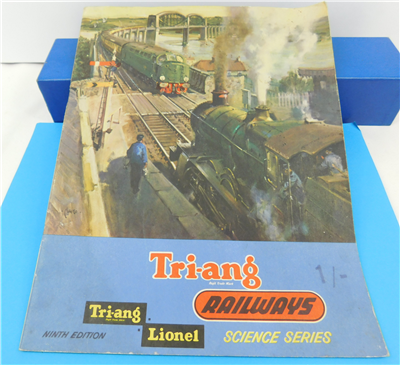 Tri-ang
1/-
RAILWAYS
Tri-ang
Lionel
NINTH EDITION
SCIENCE SERIES